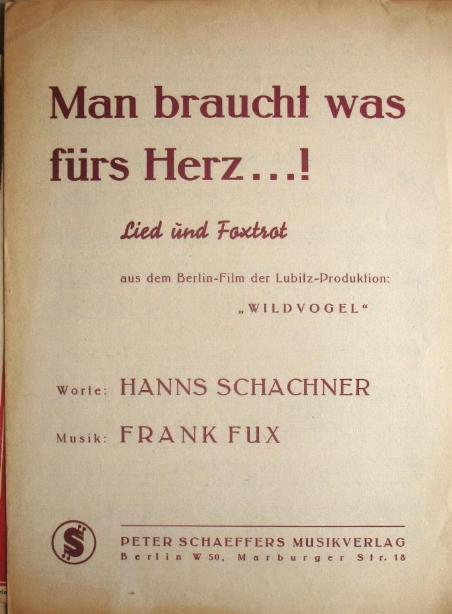 Man braucht was
fürs Herz...!
Lied und Foxtrot
aus dem Berlin-Film der Lubitz-Produktion:
„WILDVOGEL“
Worte: HANNS SCHACHNER
Musik: FRANK FUX
S
PETER SCHAEFFERS MUSIKVERLAG
Berlin W 50, Marburger Str. 18